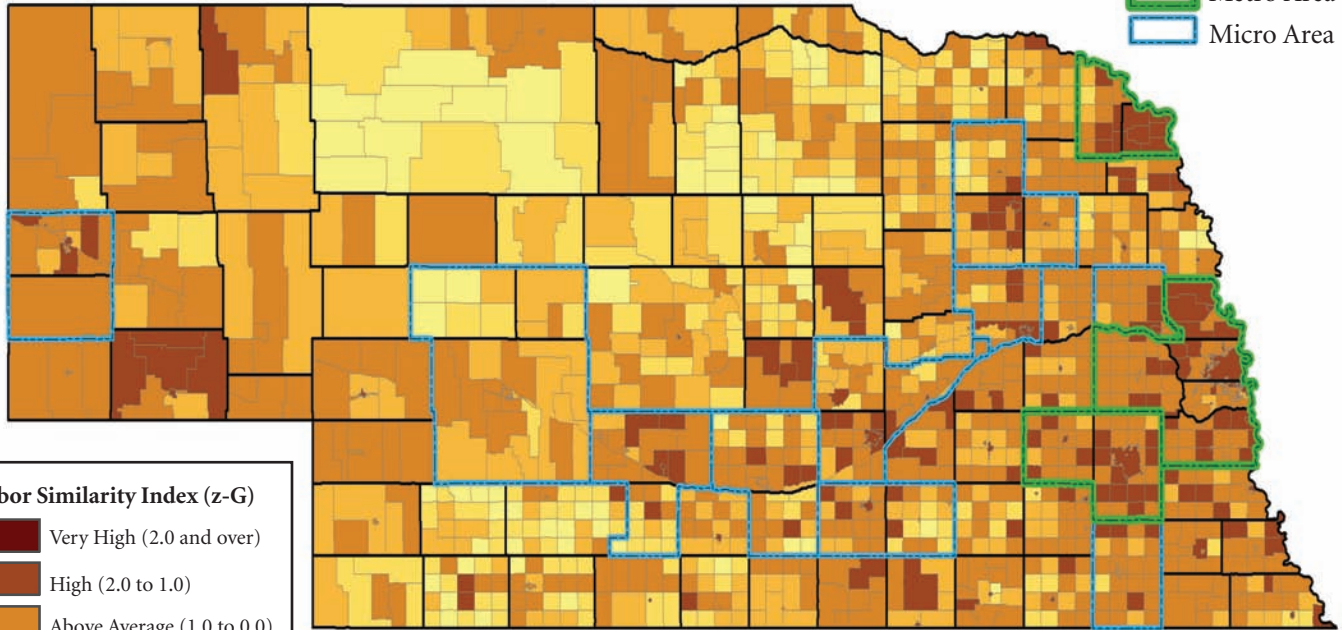 Metro Area
Micro Area
bor Similarity Index (z-G)
Very High (2.0 and over)
High (2.0 to 1.0)
Above Average (1.0 to 0.0)